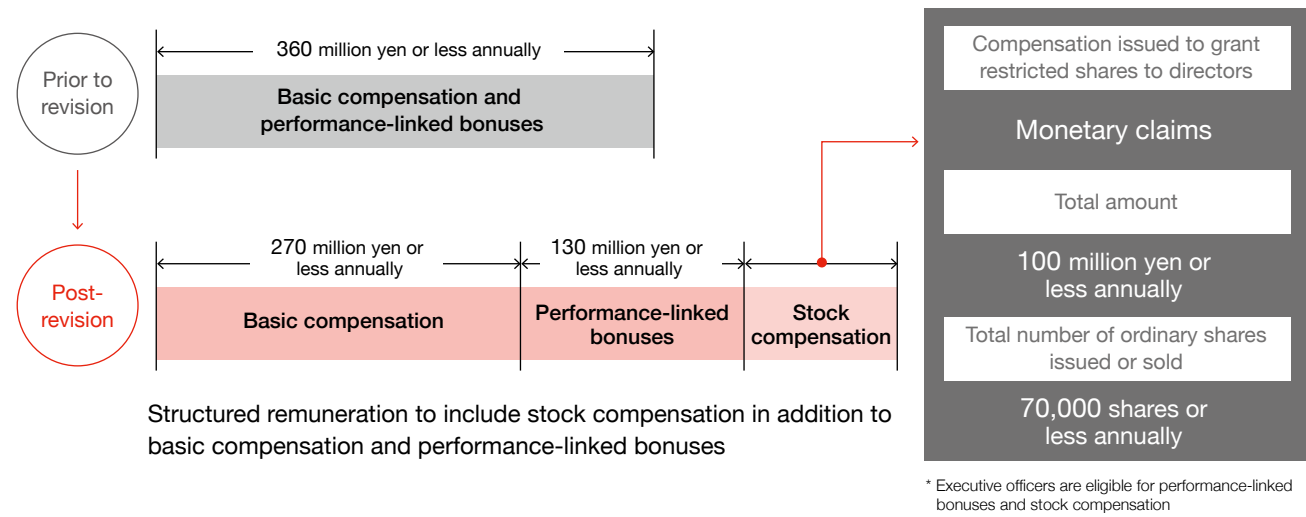 Prior to
revision
360 million yen or less annually
Basic compensation and
performance-linked bonuses
Post-
revision
270 million yen or
less annually
130 million yen or
less annually
Basic compensation
Performance-linked
bonuses
Stock
compensation
Structured remuneration to include stock compensation in addition to
basic compensation and performance-linked bonuses
Compensation issued to grant
restricted shares to directors
Monetary claims
Total amount
100 million yen or
less annually
Total number of ordinary shares
issued or sold
70,000 shares or
less annually
* Executive officers are eligible for performance-linked
bonuses and stock compensation